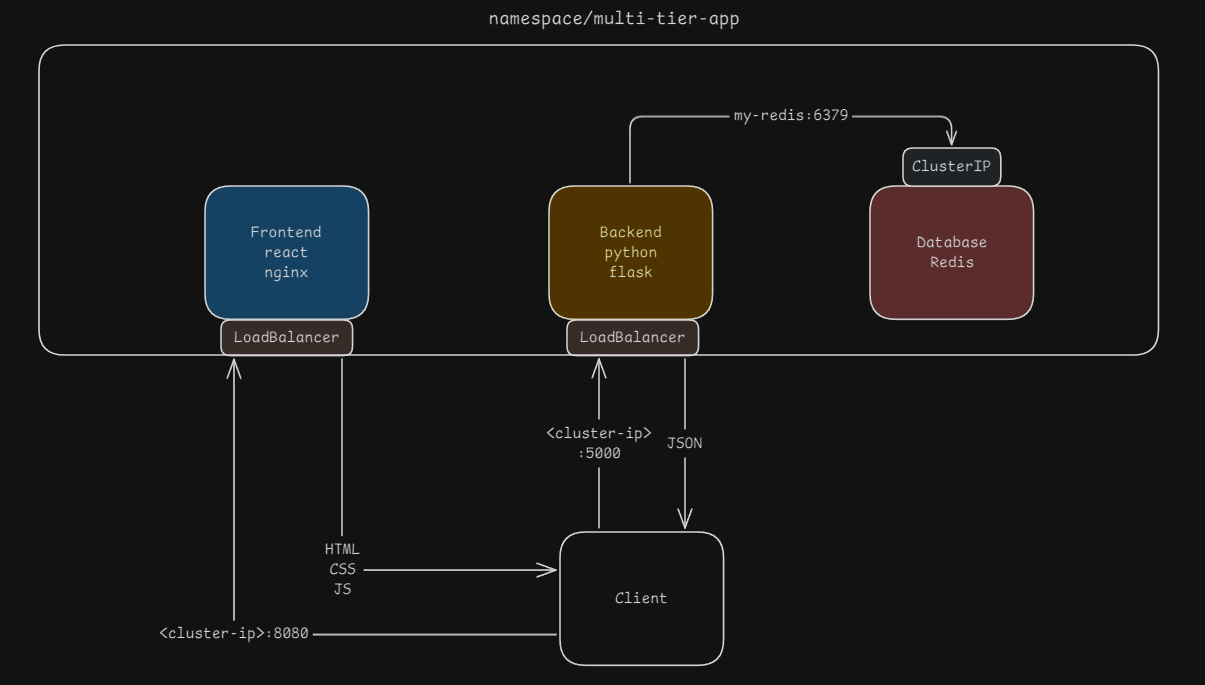 namespace/multi-tier-app
my-redis:6379
ClusterIP
Frontend
react
nginx
Backend
python
flask
Database
Redis
LoadBalancer
LoadBalancer
<cluster-ip>
:5000
JSON
HTML
CSS
JS
Client
<cluster-ip>:8080